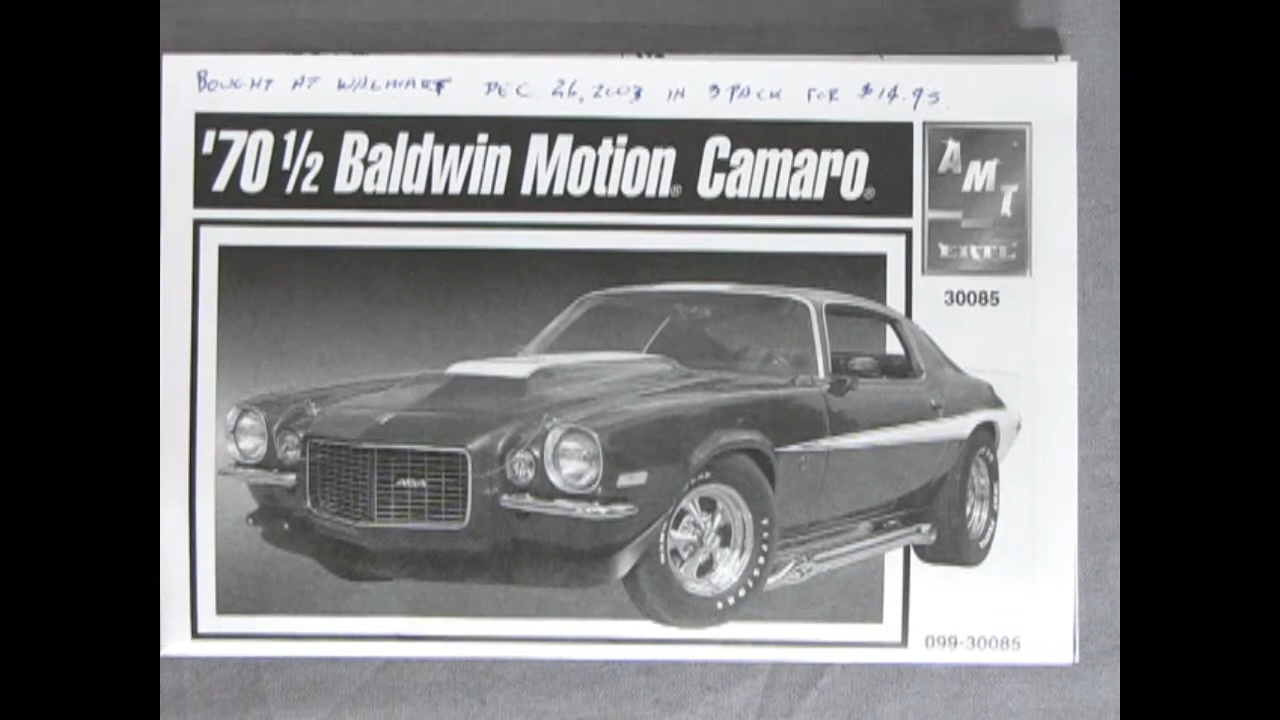 BOUGHT AT WALMART DEC 26, 2003 IN 3 PACK FOR $14.95
'70 ½ Baldwin Motion® Camaro®
AMT
ERTL
30085
099-30085